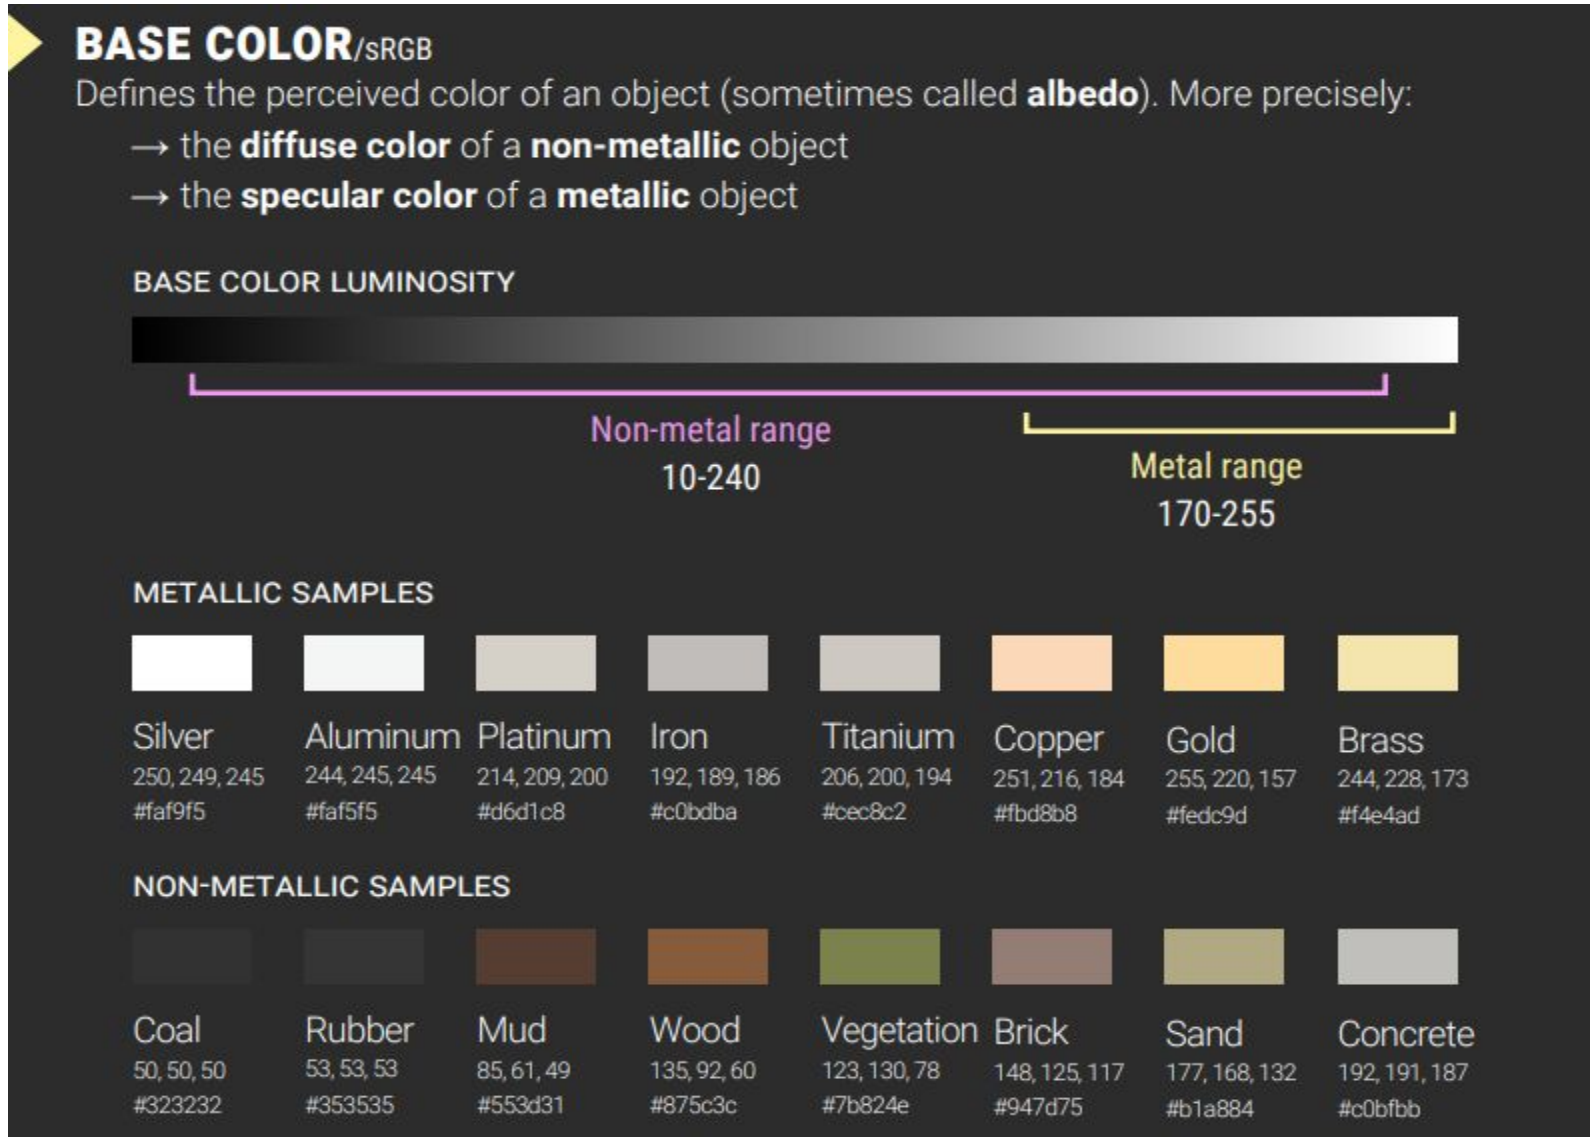 BASE COLOR/sRGB
Defines the perceived color of an object (sometimes called albedo). More precisely:
→ the diffuse color of a non-metallic object
→ the specular color of a metallic object
BASE COLOR LUMINOSITY
Non-metal range
10-240
Metal range
170-255
METALLIC SAMPLES
Silver Aluminum Platinum Iron Titanium Copper Gold Brass
250, 249, 245 244, 245, 245 214, 209, 200 192, 189, 186 206, 200, 194 251, 216, 184 255, 220, 157 244, 228, 173
#faf9f5 #faf5f5 #d6d1c8 #c0bdba #cec8c2 #fbd8b8 #fedc9d #f4e4ad
NON-METALLIC SAMPLES
Coal Rubber Mud Wood Vegetation Brick Sand Concrete
50, 50, 50 53, 53, 53 85, 61, 49 135, 92, 60 123, 130, 78 148, 125, 117 177, 168, 132 192, 191, 187
#323232 #353535 #553d31 #875c3c #7b824e #947d75 #b1a884 #c0bfbb